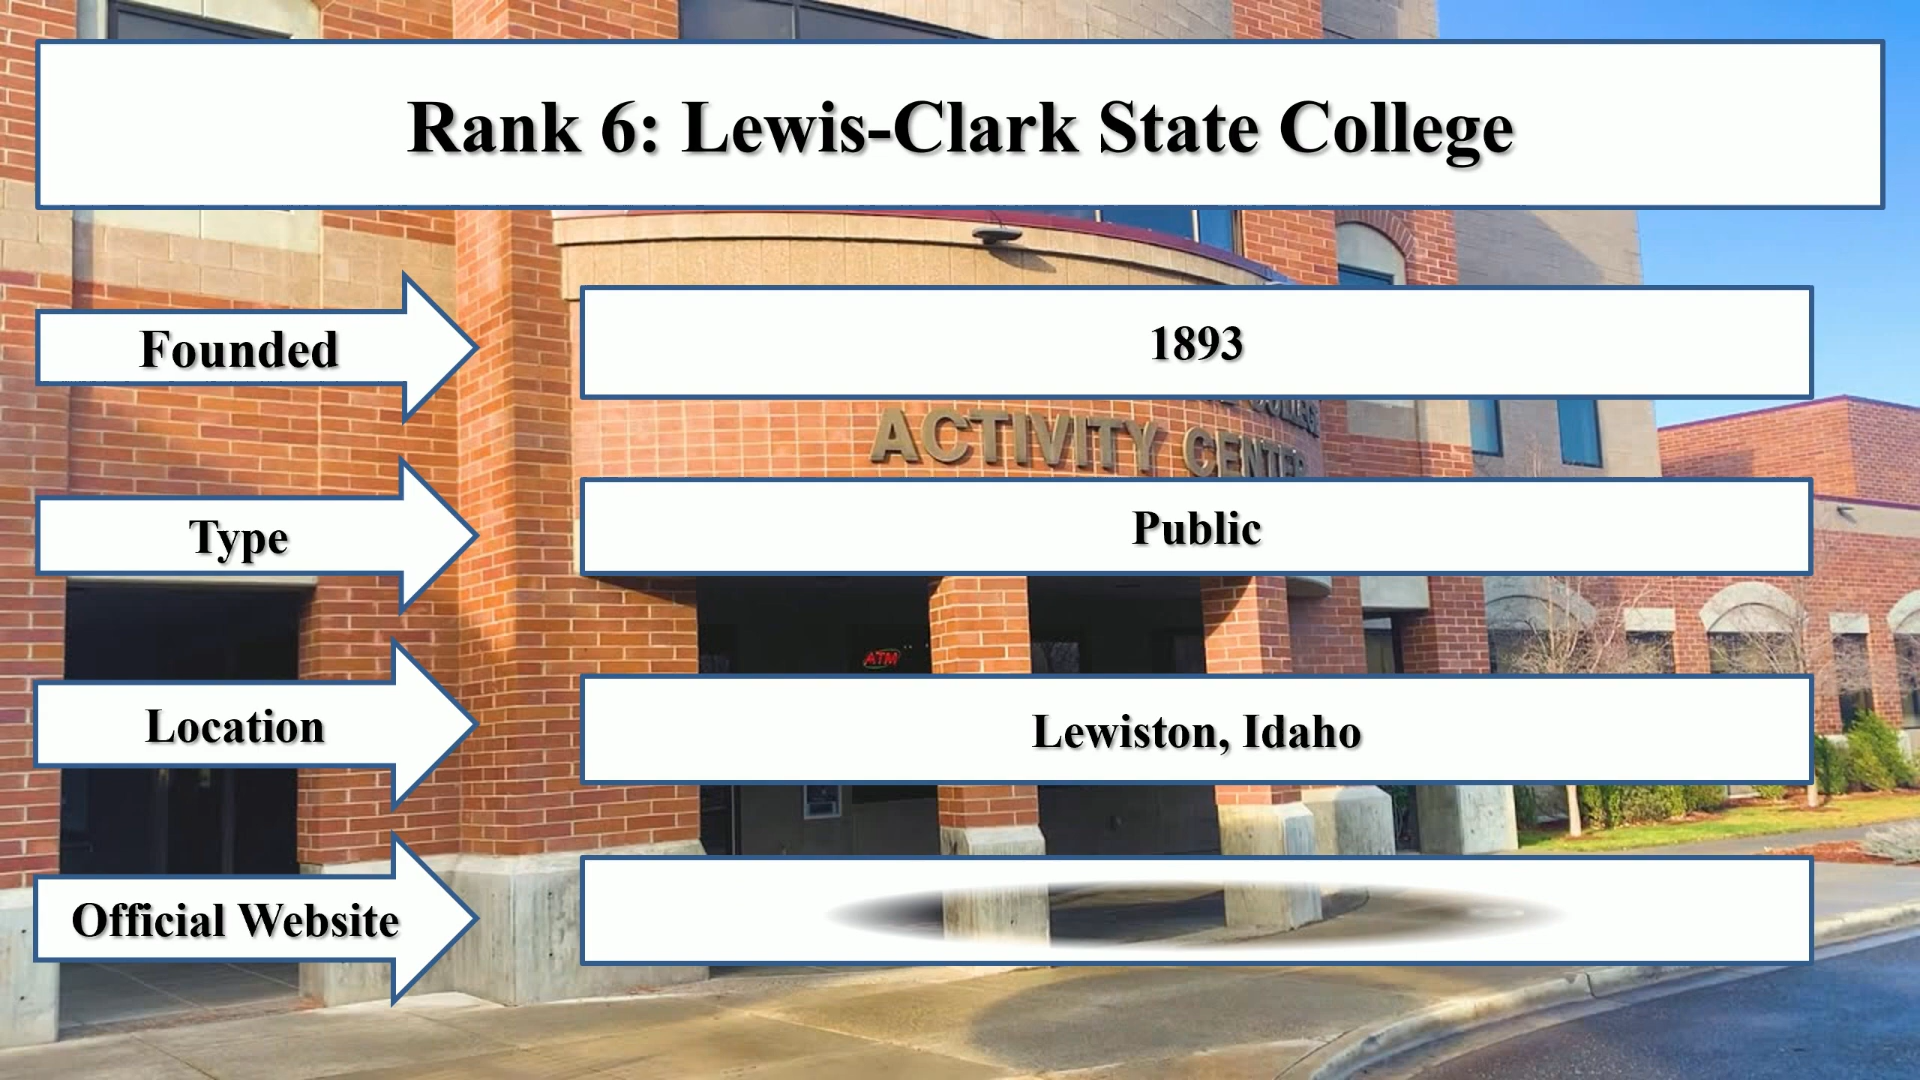 Rank 6: Lewis-Clark State College
Founded
1893
ACTIVITY CENTER
Type
Public
ATM
Location
Lewiston, Idaho
Official Website